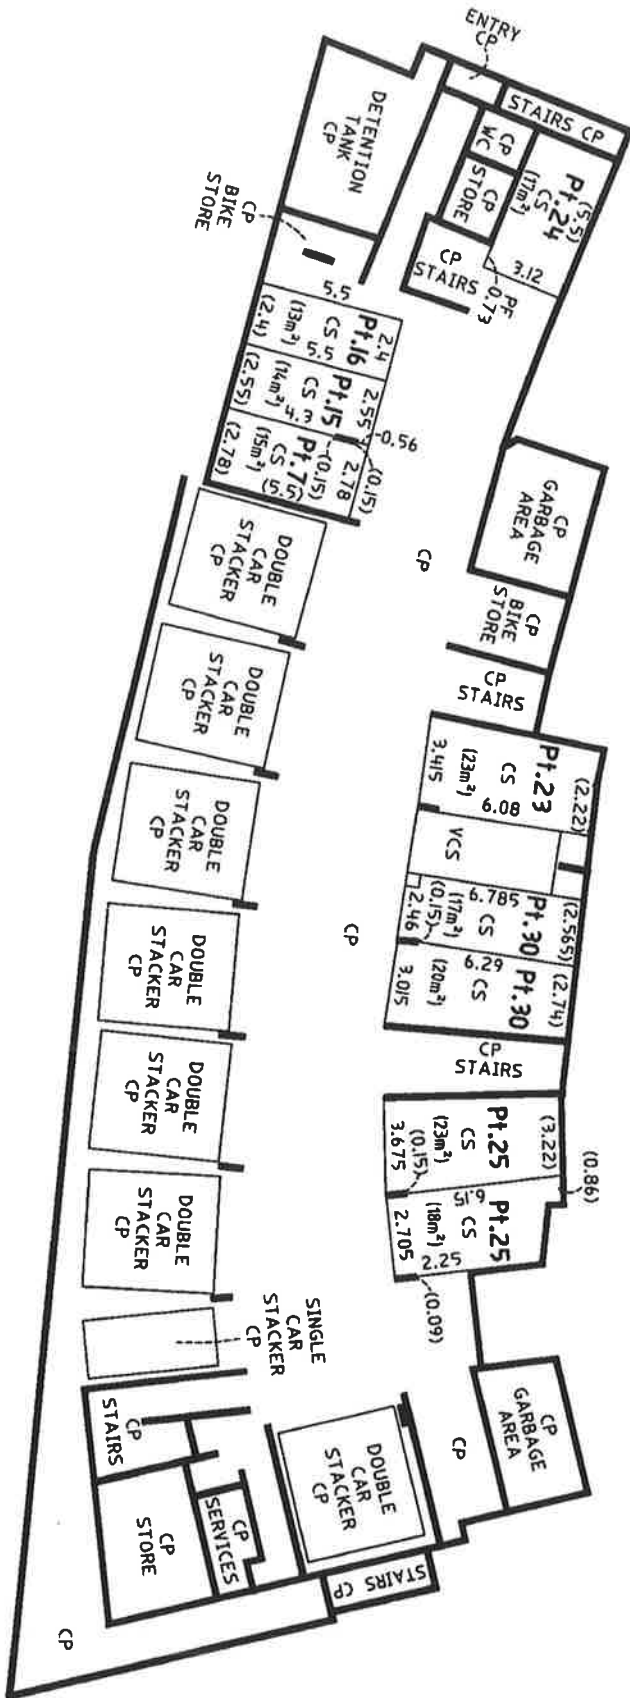 ENTRY
CP
STAIRS CP
CP
WC
CP
STORE
Pt.24
(5.5)
CS
(17m²)
3.12
PF
0.73
CP
STAIRS
DETENTION
TANK
CP
CP
BIKE
STORE
5.5
2.4
Pt.16
CS
(13m²)
5.5
(2.4)
2.55
Pt.15
CS
(14m²)
4.3
(2.55)
0.56
(0.15)
2.78
(0.15)
Pt.7
CS
(15m²)
(5.5)
(2.78)
CP
CP
GARBAGE
AREA
CP
BIKE
STORE
CP
STAIRS
DOUBLE
CAR
STACKER
CP
DOUBLE
CAR
STACKER
CP
DOUBLE
CAR
STACKER
CP
DOUBLE
CAR
STACKER
CP
DOUBLE
CAR
STACKER
CP
DOUBLE
CAR
STACKER
CP
(2.22)
Pt.23
CS
(23m²)
6.08
3.415
VCS
(2.565)
Pt.30
6.785
CS
(17m²)
(0.15)
2.46
(2.74)
Pt.30
6.29
CS
(20m²)
3.015
CP
CP
STAIRS
(3.22)
Pt.25
CS
(23m²)
(0.15)
3.675
(0.86)
Pt.25
6.15
CS
(18m²)
2.705
2.25
(0.09)
SINGLE
CAR
STACKER
CP
CP
STAIRS
CP
STORE
CP
SERVICES
DOUBLE
CAR
STACKER
CP
CP
CP
GARBAGE
AREA
STAIRS CP
CP